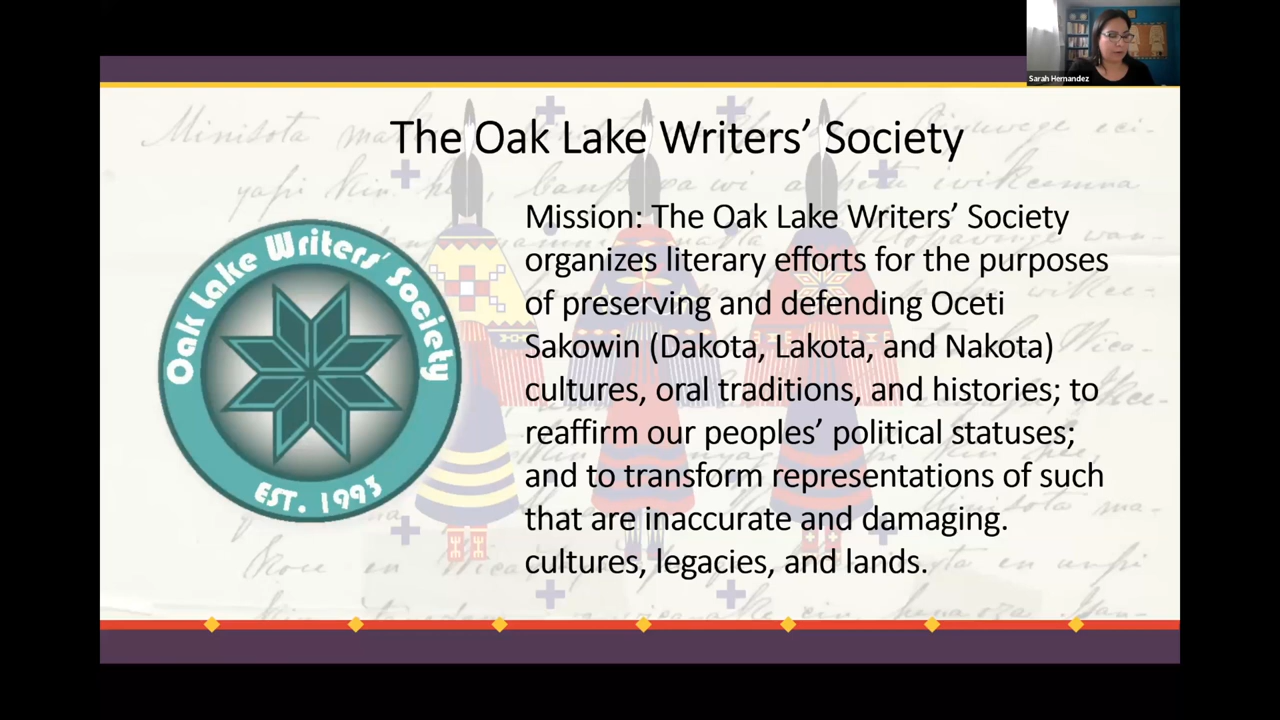 Sarah Hernandez
The Oak Lake Writers’ Society
Mission: The Oak Lake Writers’ Society
organizes literary efforts for the purposes
of preserving and defending Oceti
Sakowin (Dakota, Lakota, and Nakota)
cultures, oral traditions, and histories; to
reaffirm our peoples’ political statuses;
and to transform representations of such
that are inaccurate and damaging.
cultures, legacies, and lands.
Oak Lake Writers’ Society
EST. 1993
Minisota